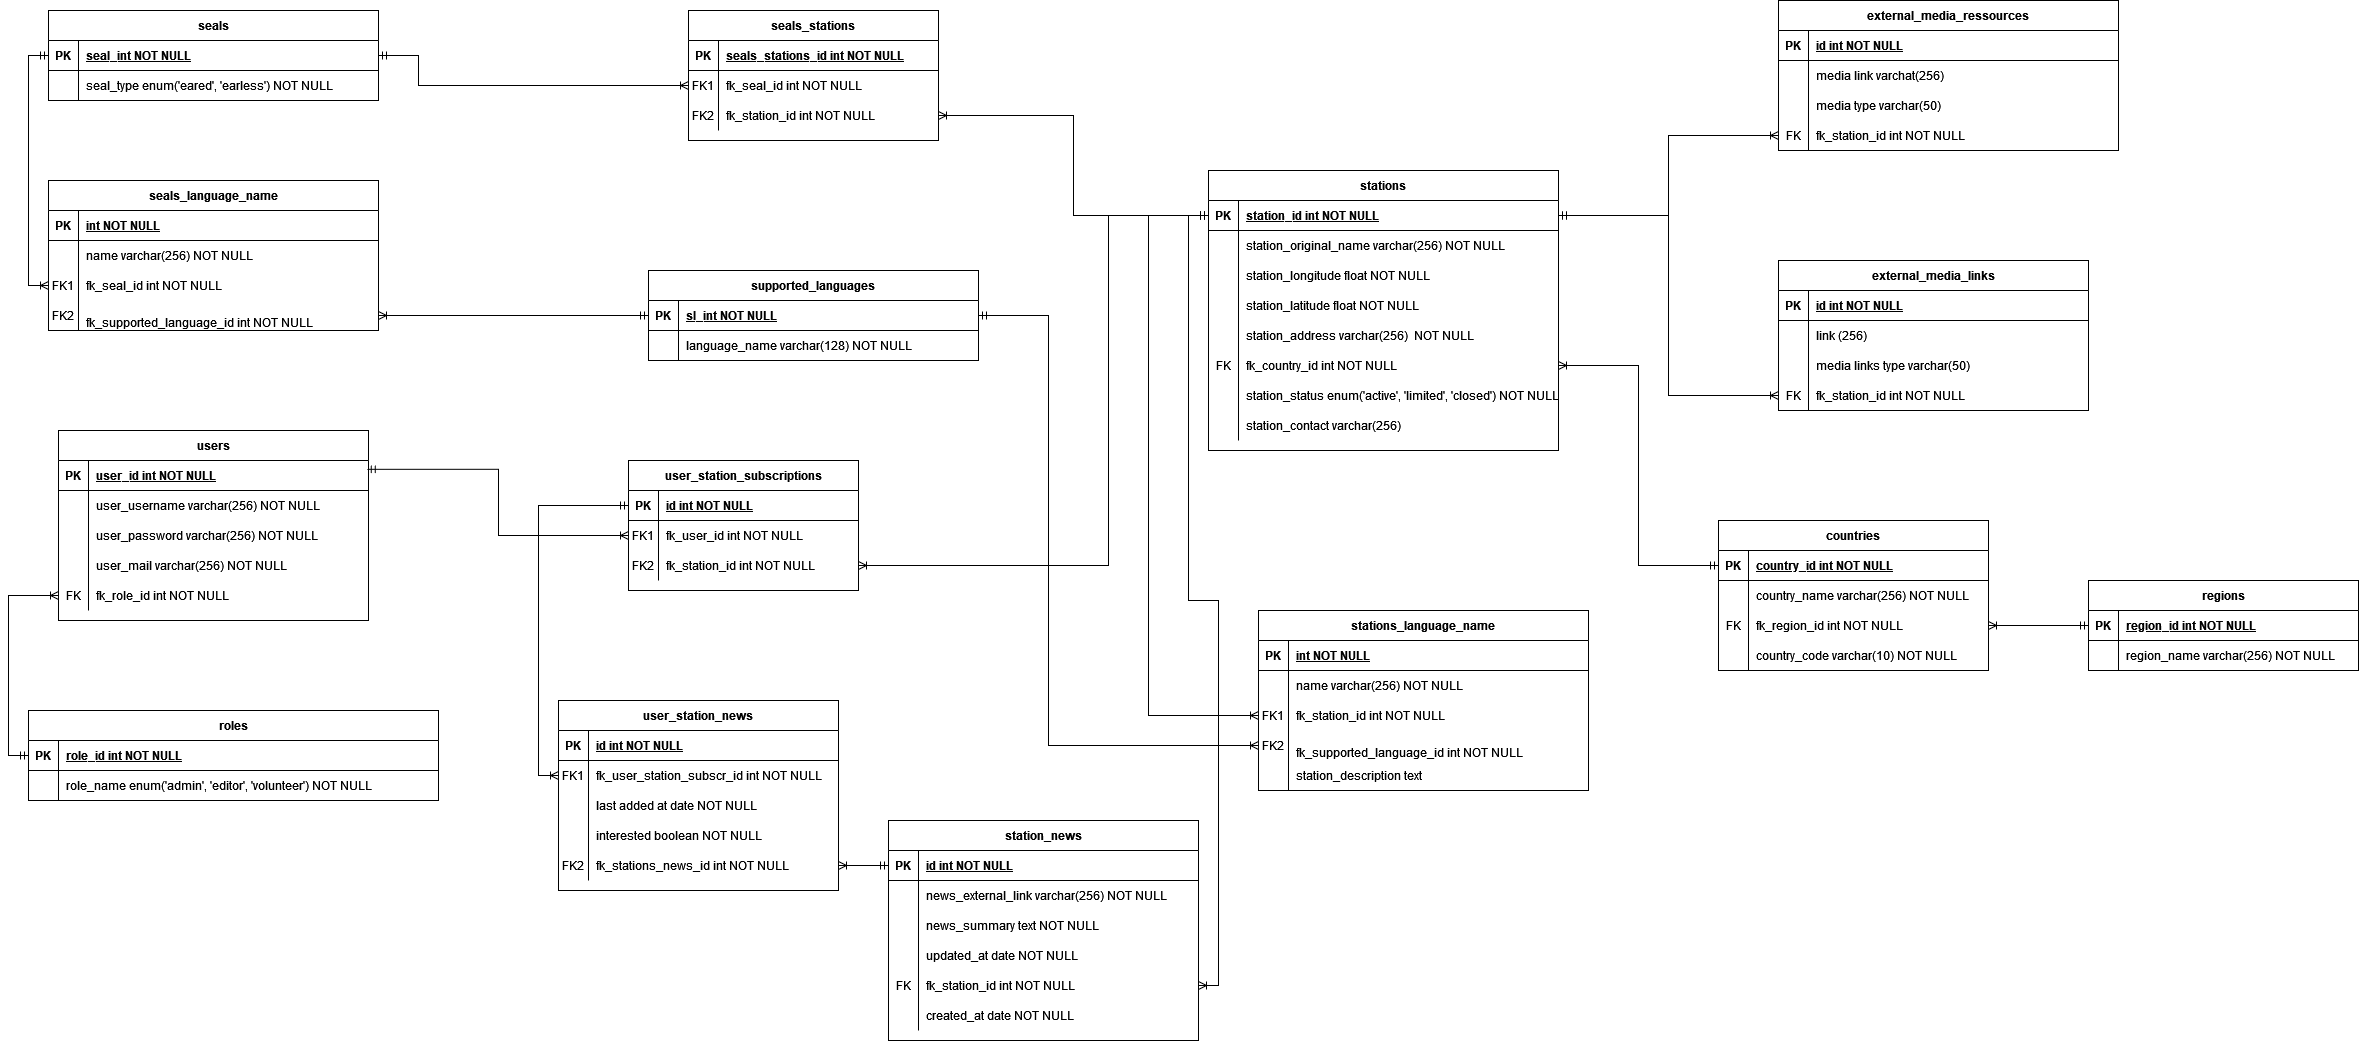 seals
PK seal_int NOT NULL
seal_type enum('eared', 'earless') NOT NULL
seals_stations
PK seals_stations_id int NOT NULL
FK1 fk_seal_id int NOT NULL
FK2 fk_station_id int NOT NULL
external_media_ressources
PK id int NOT NULL
media link varchat(256)
media type varchar(50)
FK fk_station_id int NOT NULL
seals_language_name
PK int NOT NULL
name varchar(256) NOT NULL
FK1 fk_seal_id int NOT NULL
FK2 fk_supported_language_id int NOT NULL
supported_languages
PK sl_int NOT NULL
language_name varchar(128) NOT NULL
stations
PK station_id int NOT NULL
station_original_name varchar(256) NOT NULL
station_longitude float NOT NULL
station_latitude float NOT NULL
station_address varchar(256) NOT NULL
FK fk_country_id int NOT NULL
station_status enum('active', 'limited', 'closed') NOT NULL
station_contact varchar(256)
external_media_links
PK id int NOT NULL
link (256)
media links type varchar(50)
FK fk_station_id int NOT NULL
users
PK user_id int NOT NULL
user_username varchar(256) NOT NULL
user_password varchar(256) NOT NULL
user_mail varchar(256) NOT NULL
FK fk_role_id int NOT NULL
user_station_subscriptions
PK id int NOT NULL
FK1 fk_user_id int NOT NULL
FK2 fk_station_id int NOT NULL
countries
PK country_id int NOT NULL
country_name varchar(256) NOT NULL
FK fk_region_id int NOT NULL
country_code varchar(10) NOT NULL
regions
PK region_id int NOT NULL
region_name varchar(256) NOT NULL
stations_language_name
PK int NOT NULL
name varchar(256) NOT NULL
FK1 fk_station_id int NOT NULL
FK2 fk_supported_language_id int NOT NULL
station_description text
roles
PK role_id int NOT NULL
role_name enum('admin', 'editor', 'volunteer') NOT NULL
user_station_news
PK id int NOT NULL
FK1 fk_user_station_subscr_id int NOT NULL
last added at date NOT NULL
interested boolean NOT NULL
FK2 fk_stations_news_id int NOT NULL
station_news
PK id int NOT NULL
news_external_link varchar(256) NOT NULL
news_summary text NOT NULL
updated_at date NOT NULL
FK fk_station_id int NOT NULL
created_at date NOT NULL